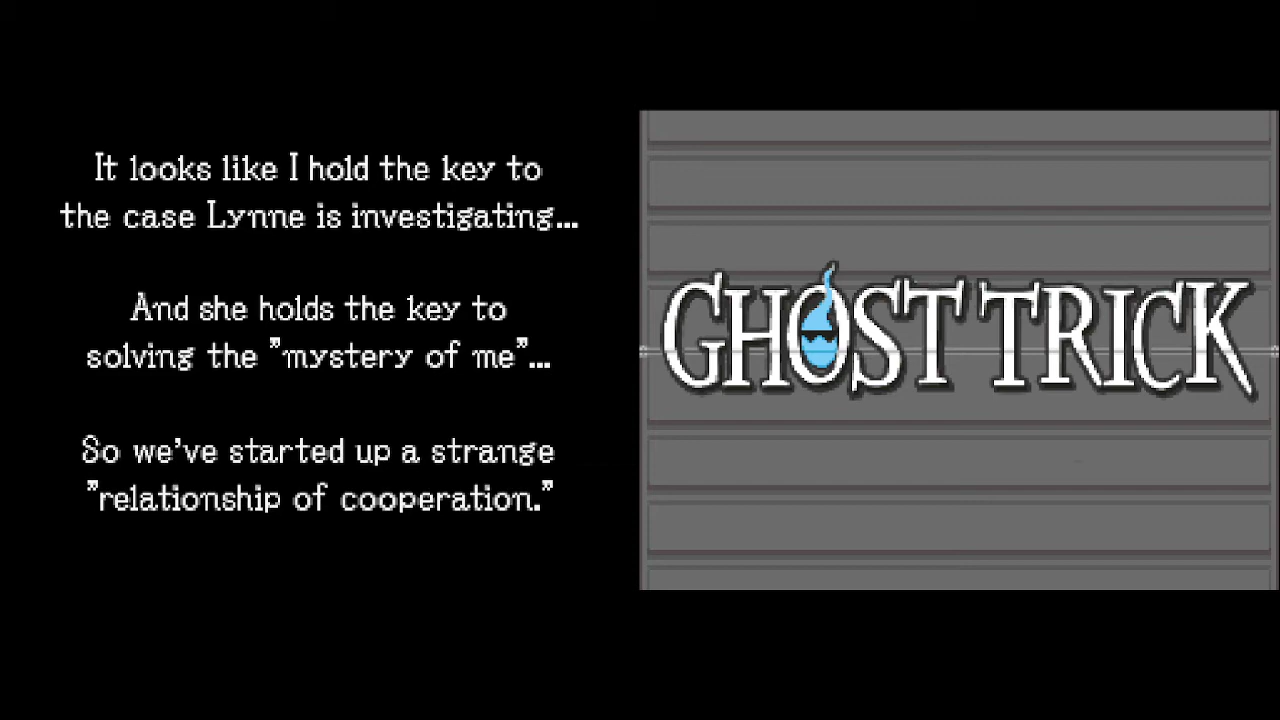 It looks like I hold the key to
the case Lynne is investigating...
And she holds the key to
solving the "mystery of me"...
So we've started up a strange
"relationship of cooperation."
GHOST TRICK